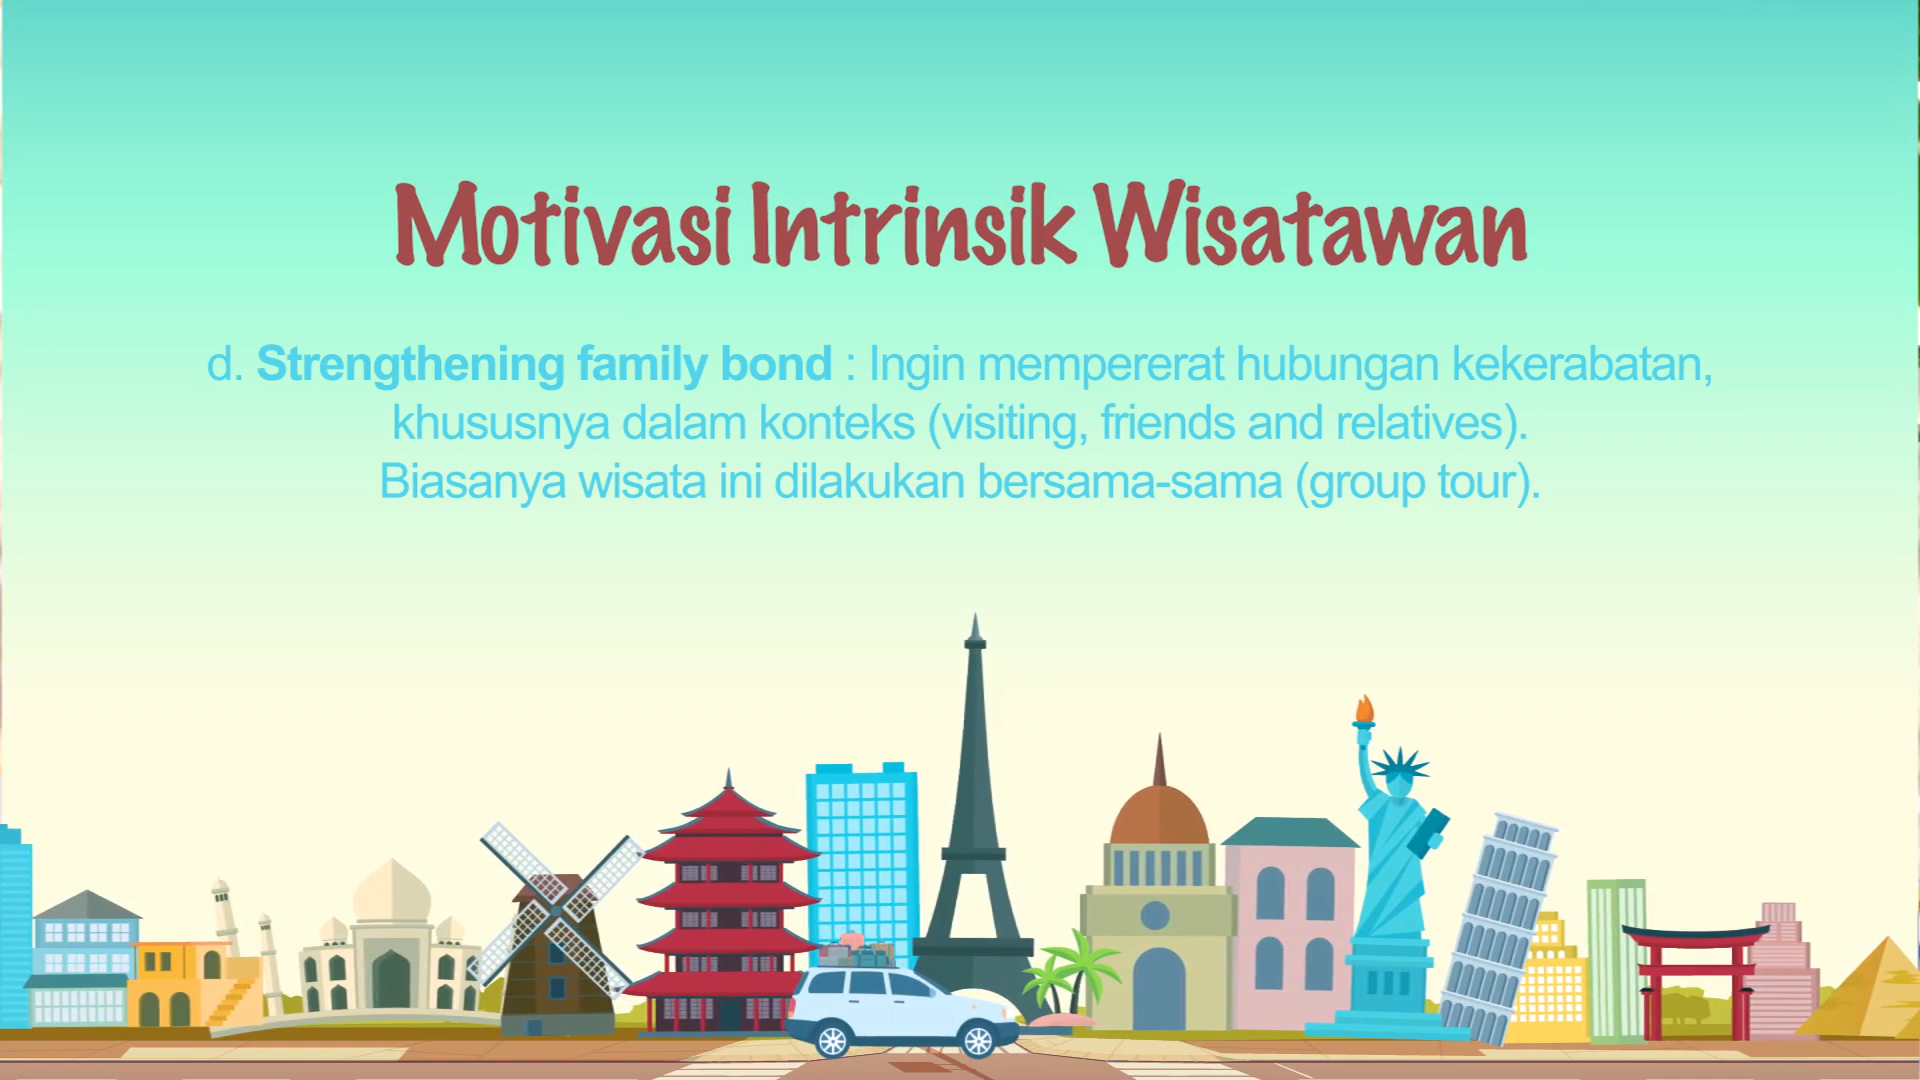 Motivasi Intrinsik Wisatawan
d. Strengthening family bond : Ingin mempererat hubungan kekerabatan,
khususnya dalam konteks (visiting, friends and relatives).
Biasanya wisata ini dilakukan bersama-sama (group tour).